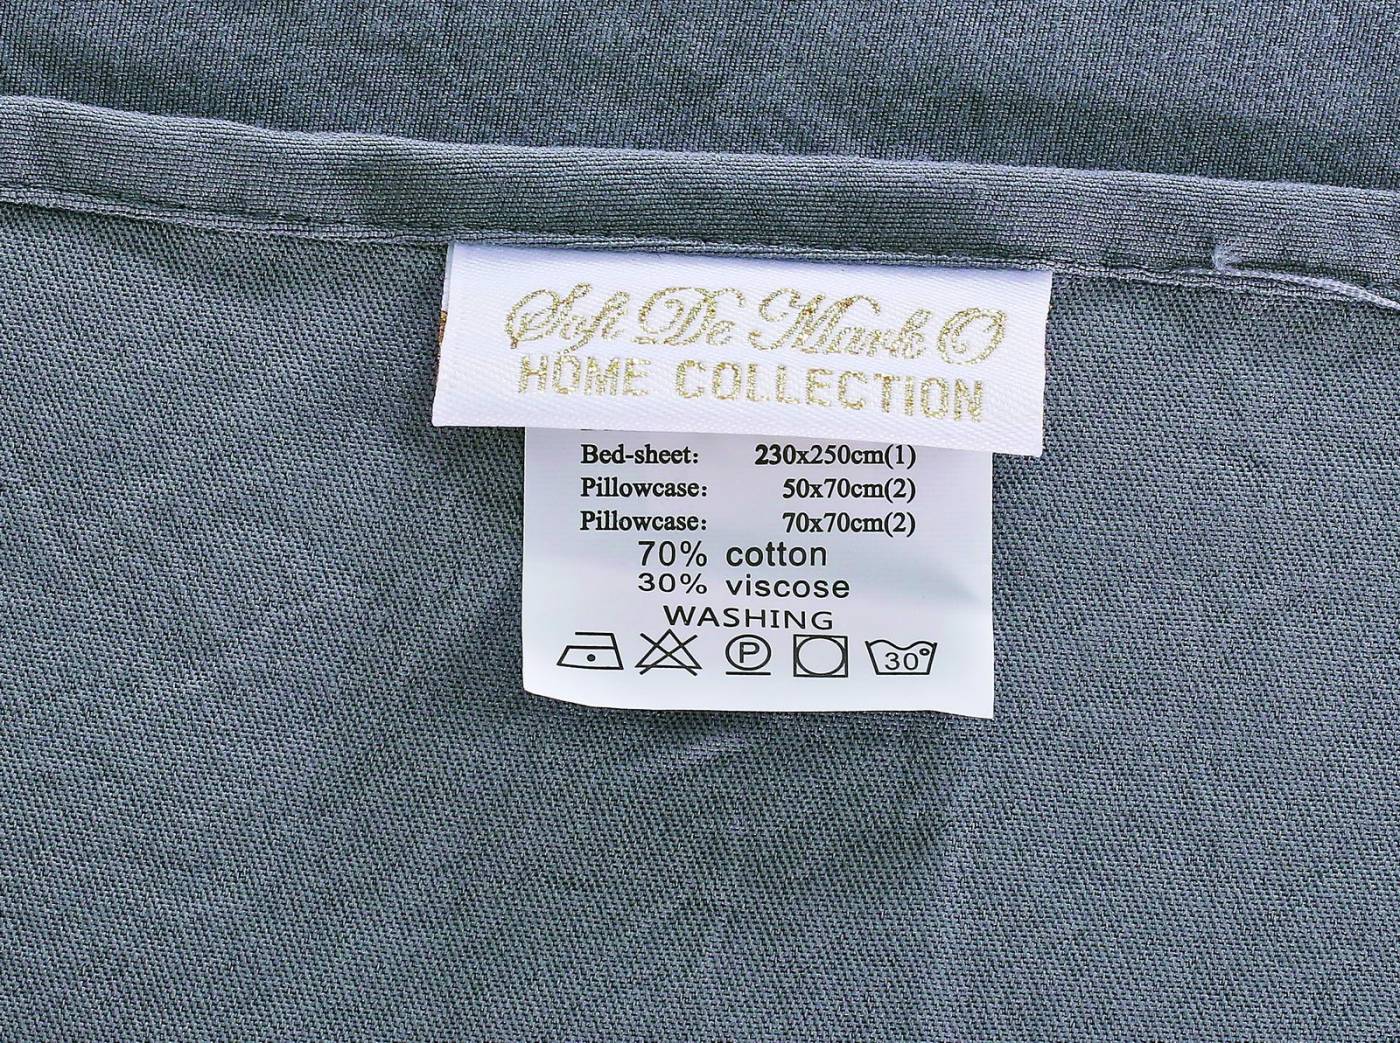 Sofi De MarkO
HOME COLLECTION
Bed-sheet: 230x250cm(1)
Pillowcase: 50x70cm(2)
Pillowcase: 70x70cm(2)
70% cotton
30% viscose
WASHING
P
30°